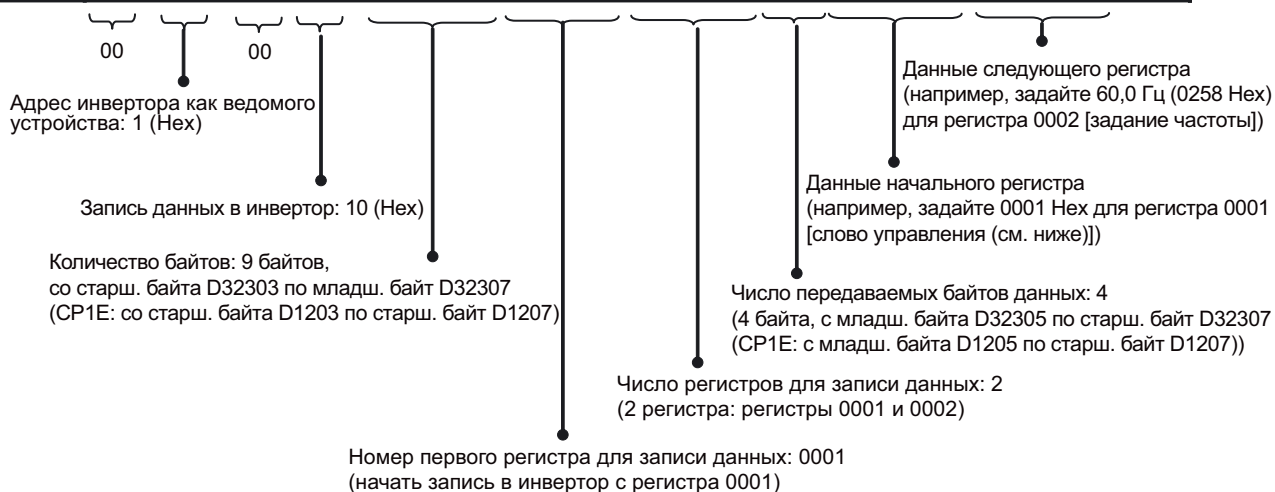 00
00
Адрес инвертора как ведомого
устройства: 1 (Hex)
Данные следующего регистра
(например, задайте 60,0 Гц (0258 Hex)
для регистра 0002 [задание частоты])
Запись данных в инвертор: 10 (Hex)
Данные начального регистра
(например, задайте 0001 Hex для регистра 0001
[слово управления (см. ниже)])
Количество байтов: 9 байтов,
со старш. байта D32303 по младш. байт D32307
(CP1E: со старш. байта D1203 по старш. байт D1207)
Число передаваемых байтов данных: 4
(4 байта, с младш. байта D32305 по старш. байт D32307
(CP1E: с младш. байта D1205 по старш. байт D1207))
Число регистров для записи данных: 2
(2 регистра: регистры 0001 и 0002)
Номер первого регистра для записи данных: 0001
(начать запись в инвертор с регистра 0001)